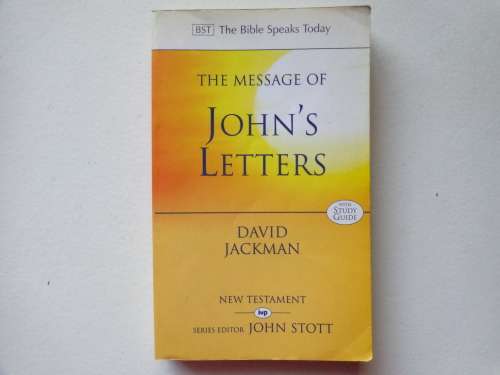 BST The Bible Speaks Today
THE MESSAGE OF
JOHN'S
LETTERS
WITH
STUDY
GUIDE
DAVID
JACKMAN
NEW TESTAMENT
ivp
SERIES EDITOR JOHN STOTT